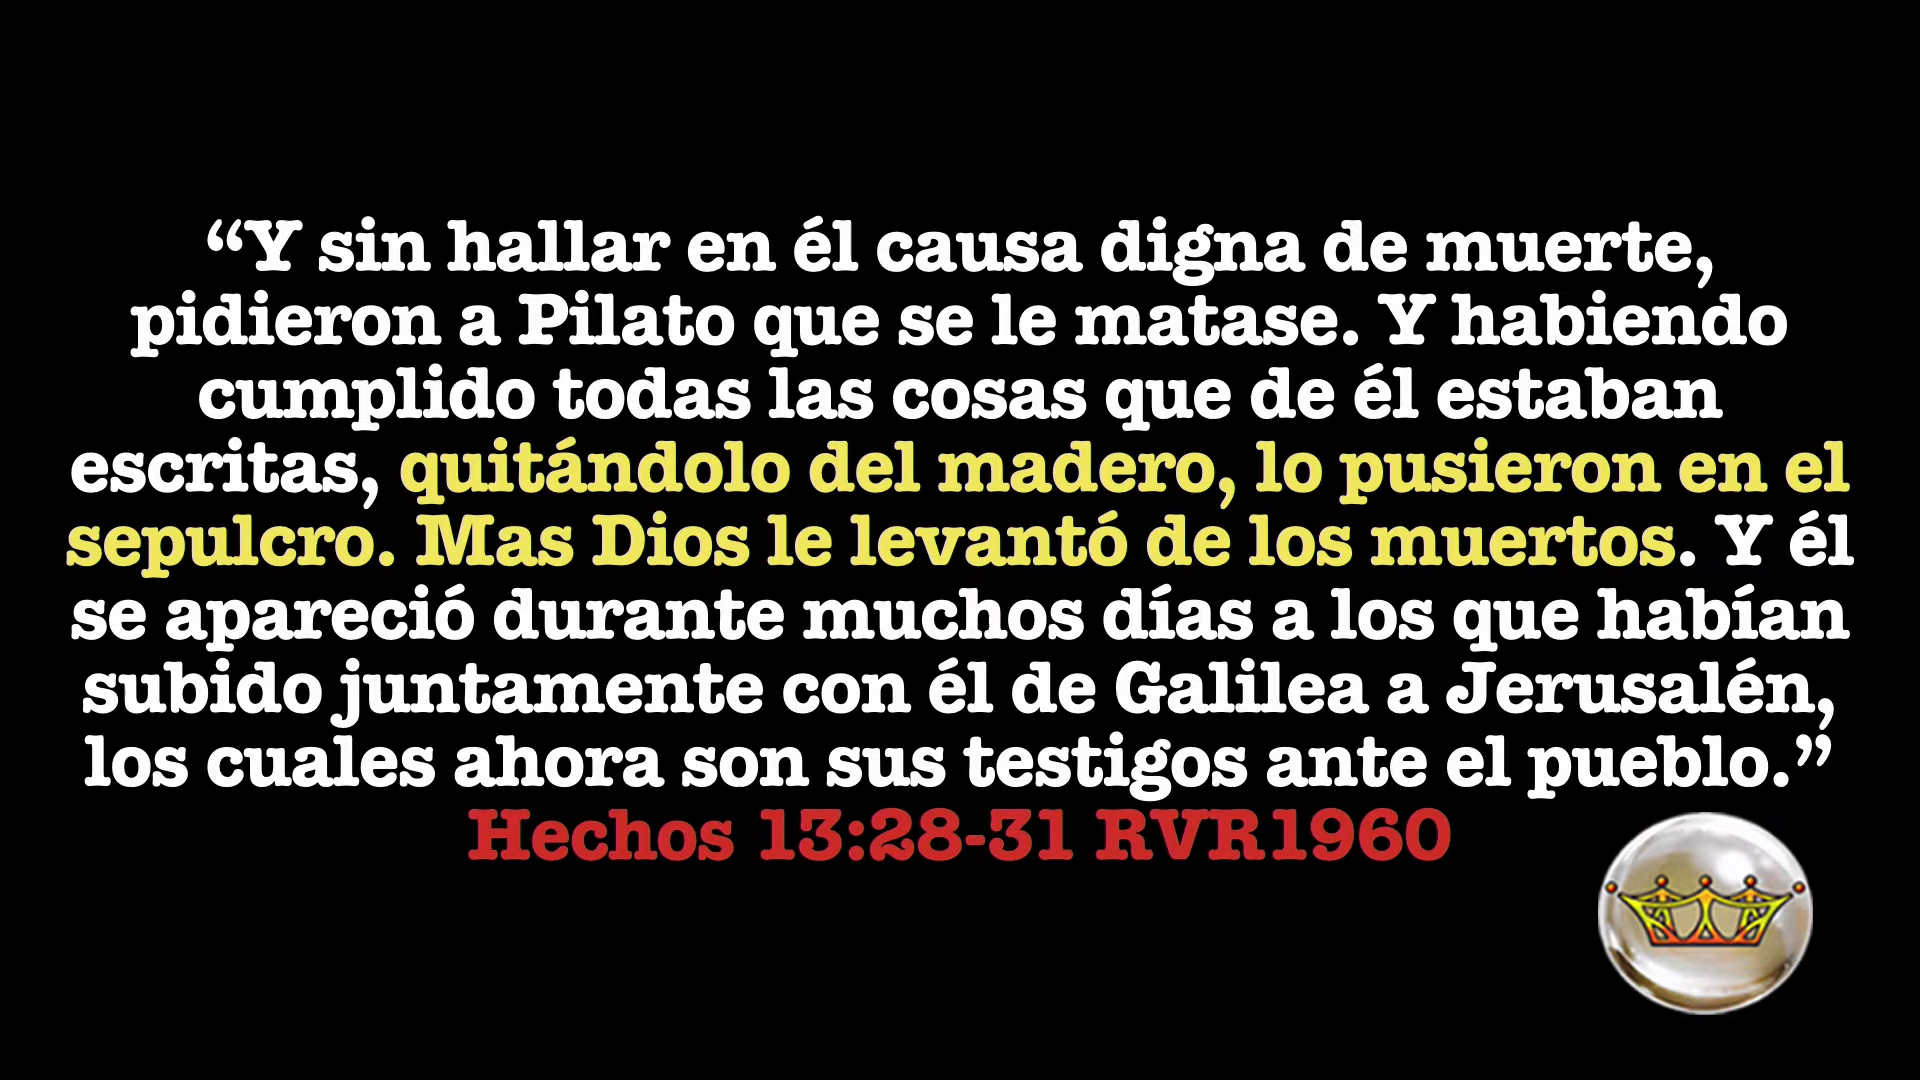 “Y sin hallar en él causa digna de muerte,
pidieron a Pilato que se le matase. Y habiendo
cumplido todas las cosas que de él estaban
escritas, quitándolo del madero, lo pusieron en el
sepulcro. Mas Dios le levantó de los muertos. Y él
se apareció durante muchos días a los que habían
subido juntamente con él de Galilea a Jerusalén,
los cuales ahora son sus testigos ante el pueblo.”
Hechos 13:28-31 RVR1960